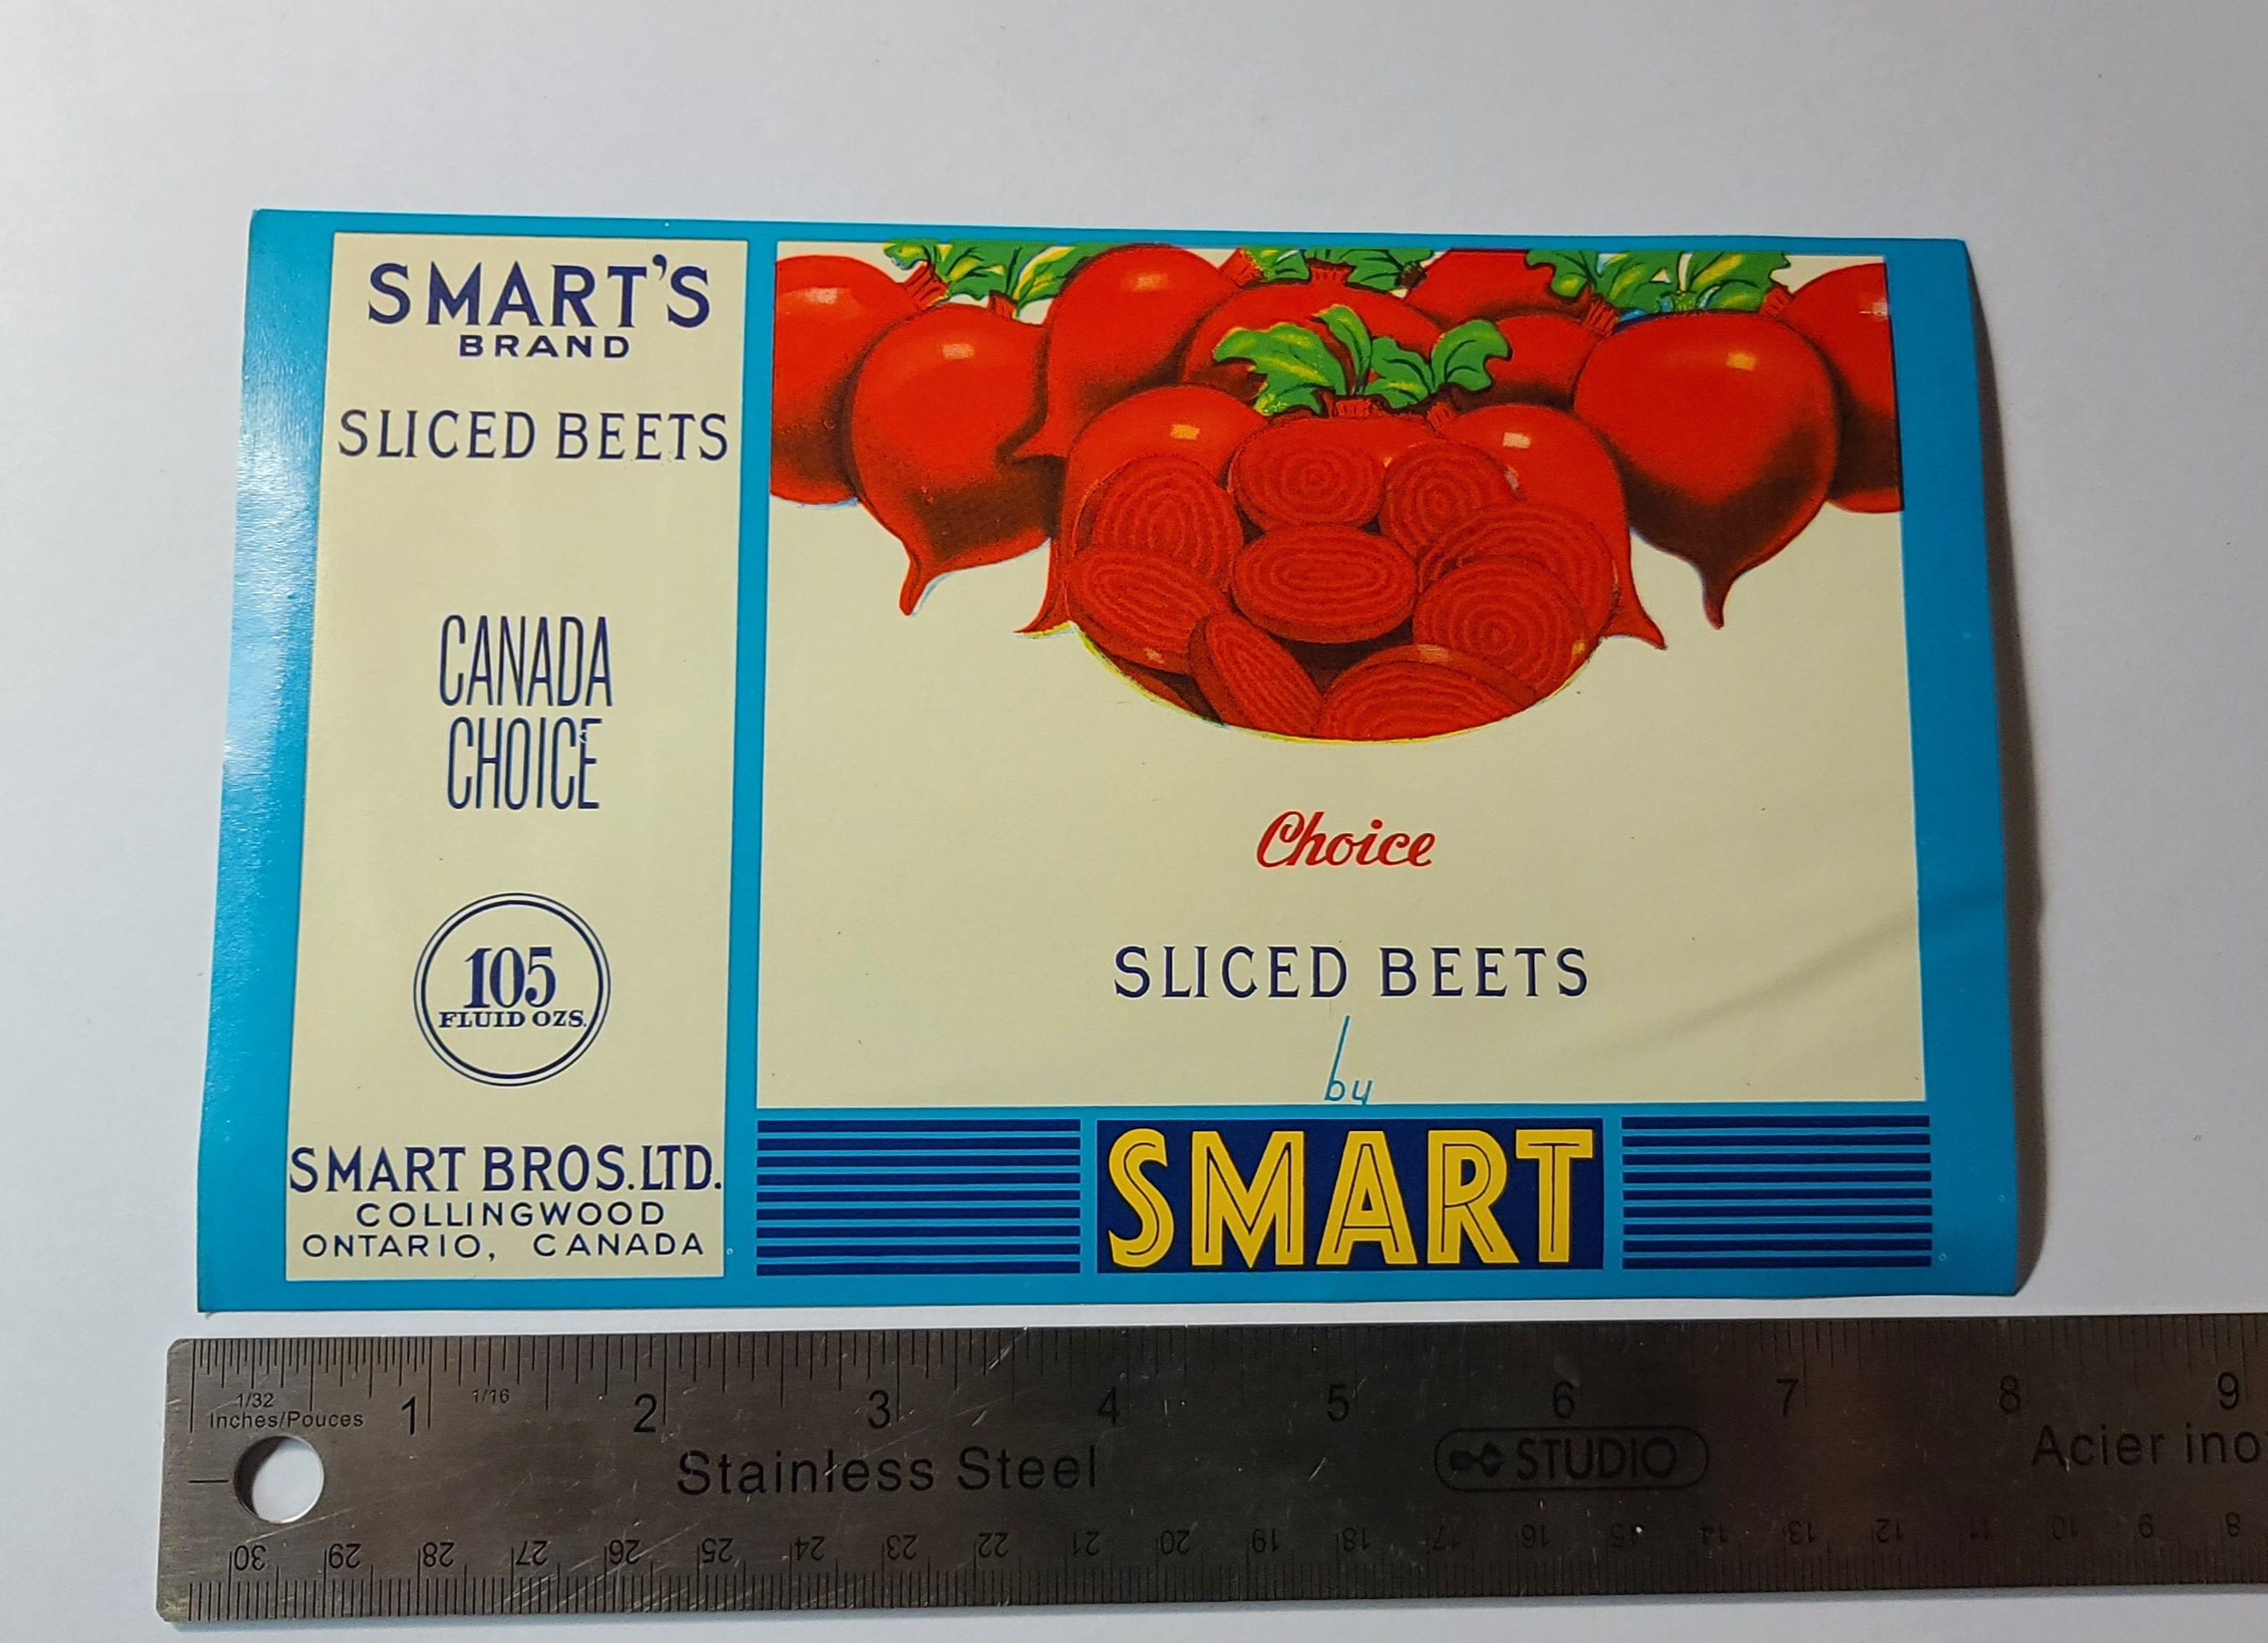 SMART'S
BRAND
SLICED BEETS
CANADA
CHOICE
105
FLUID OZS.
SMART BROS. LTD.
COLLINGWOOD
ONTARIO, CANADA
Choice
SLICED BEETS
by
SMART
1/32 1/16
Inches/Pouces 1 2 3 4 5 6 7 8 9
Stainless Steel STUDIO Acier ino
30 29 28 27 26 25 24 23 22 21 20 19 18 17 16 15 14 13 12 11 10 9 8